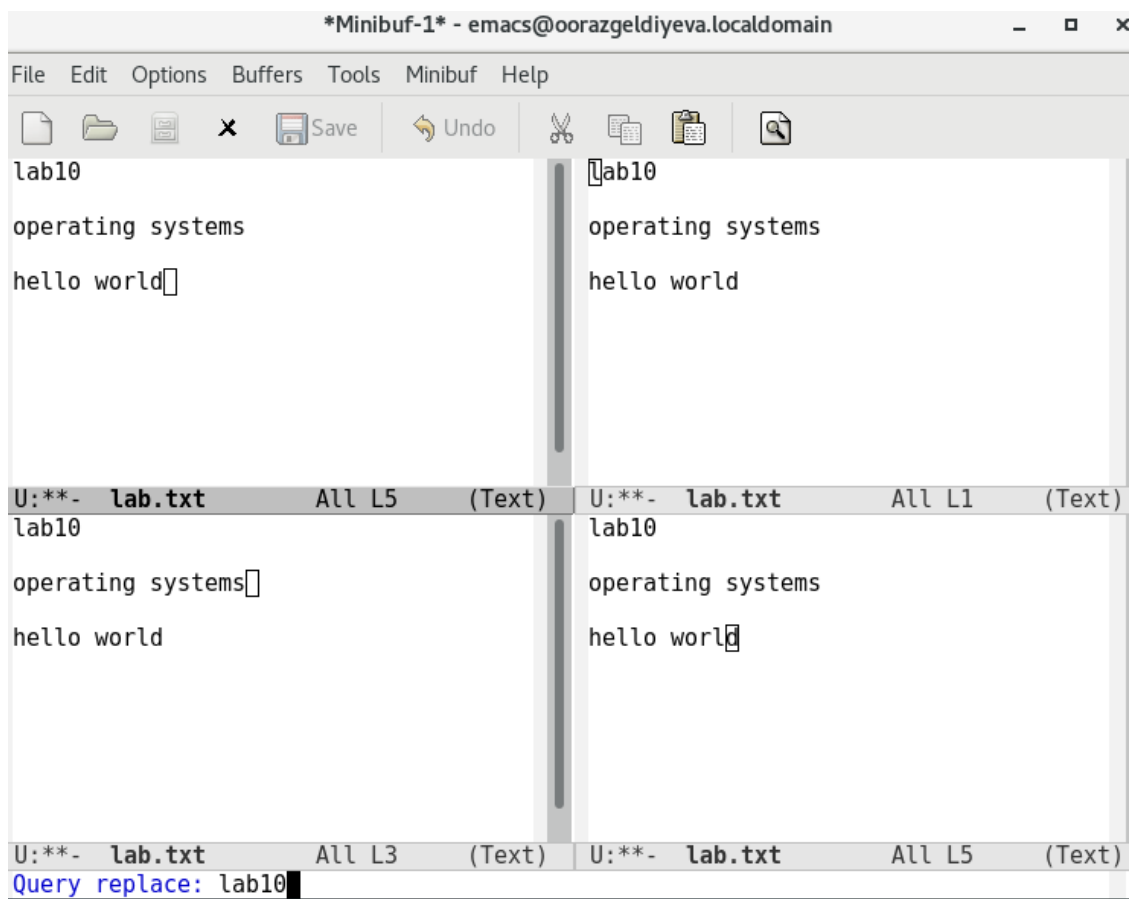 *Minibuf-1* - emacs@oorazgeldiyeva.localdomain
File Edit Options Buffers Tools Minibuf Help
Save Undo
lab10
operating systems
hello world
U:**- lab.txt All L5 (Text)
lab10
operating systems
hello world
U:**- lab.txt All L1 (Text)
lab10
operating systems
hello world
U:**- lab.txt All L3 (Text)
lab10
operating systems
hello world
U:**- lab.txt All L5 (Text)
Query replace: lab10